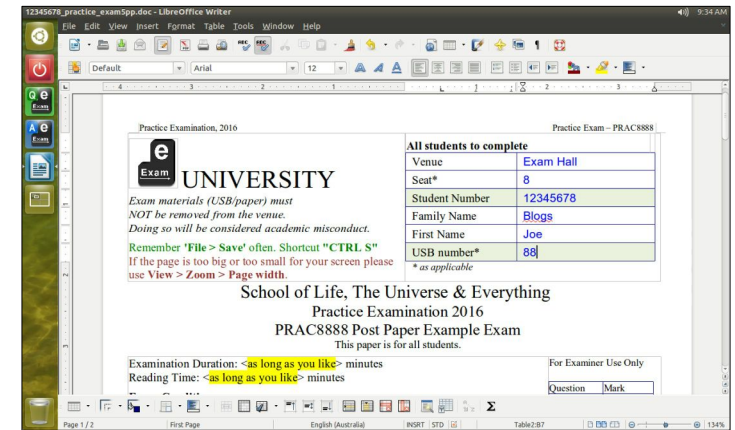 12345678_practice_exam5pp.doc - LibreOffice Writer
9:34 AM
File Edit View Insert Format Table Tools Window Help
Default
Arial
12
Practice Examination, 2016
Practice Exam – PRAC8888
e
Exam
UNIVERSITY
Exam materials (USB/paper) must
NOT be removed from the venue.
Doing so will be considered academic misconduct.
Remember 'File > Save' often. Shortcut "CTRL S"
If the page is too big or too small for your screen please
use View > Zoom > Page width.
All students to complete
Venue Exam Hall
Seat* 8
Student Number 12345678
Family Name Blogs
First Name Joe
USB number* 88
* as applicable
School of Life, The Universe & Everything
Practice Examination 2016
PRAC8888 Post Paper Example Exam
This paper is for all students.
Examination Duration: <as long as you like> minutes
Reading Time: <as long as you like> minutes
For Examiner Use Only
Question Mark
Page 1 / 2
First Page
English (Australia)
INSRT STD
Table2:B7
134%